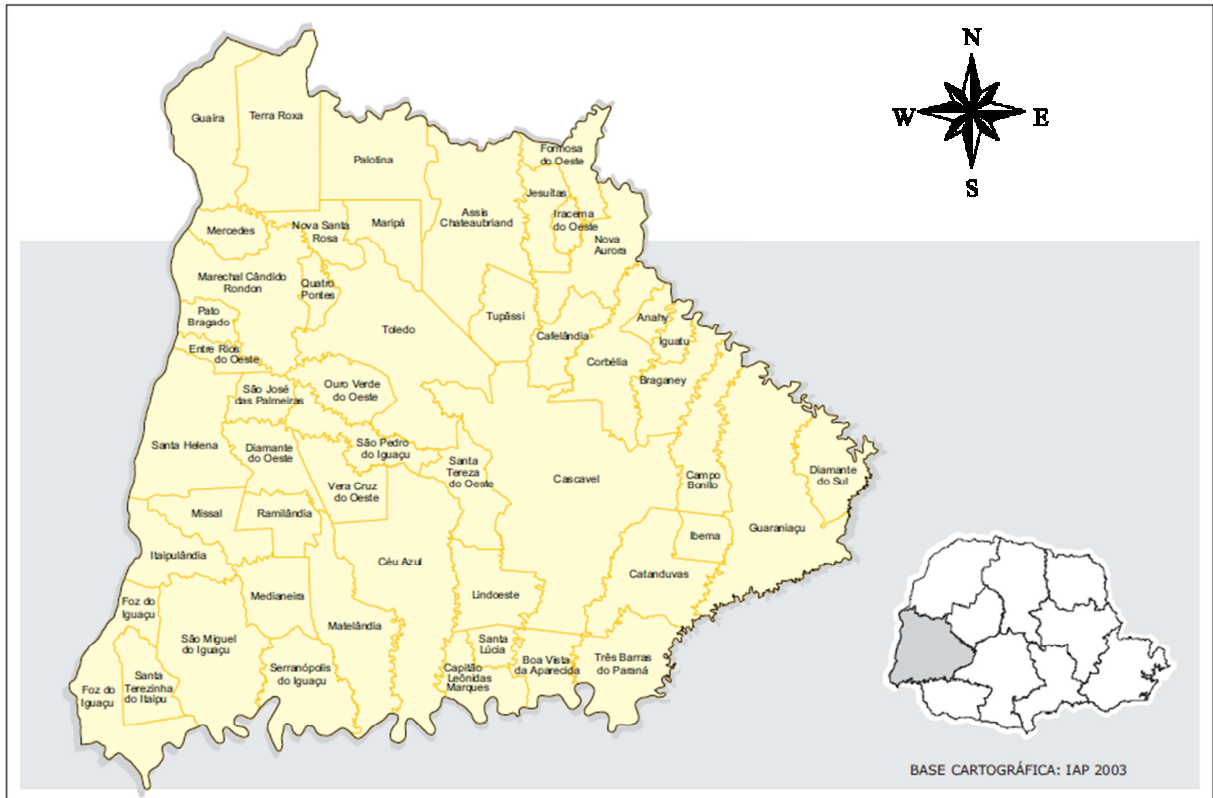 N
W
E
S
Guaíra
Terra Roxa
Palotina
Formosa
do Oeste
Jesuítas
Iracema
do Oeste
Nova
Aurora
Assis
Chateaubriand
Maripá
Nova Santa
Rosa
Mercedes
Marechal Cândido
Rondon
Quatro
Pontes
Pato
Bragado
Entre Rios
do Oeste
Toledo
Tupãssi
Cafelândia
Anahy
Iguatu
Corbélia
Braganey
São José
das Palmeiras
Ouro Verde
do Oeste
Santa Helena
Diamante
do Oeste
São Pedro
do Iguaçu
Vera Cruz
do Oeste
Santa
Tereza
do Oeste
Cascavel
Campo
Bonito
Diamante
do Sul
Guaraniaçu
Ibema
Catanduvas
Missal
Ramilândia
Itaipulândia
Céu Azul
Lindoeste
Medianeira
Matelândia
Foz do
Iguaçu
São Miguel
do Iguaçu
Serranópolis
do Iguaçu
Santa
Lúcia
Capitão
Leônidas
Marques
Boa Vista
da Aparecida
Três Barras
do Paraná
Santa
Terezinha
do Itaipu
Foz do
Iguaçu
BASE CARTOGRÁFICA: IAP 2003